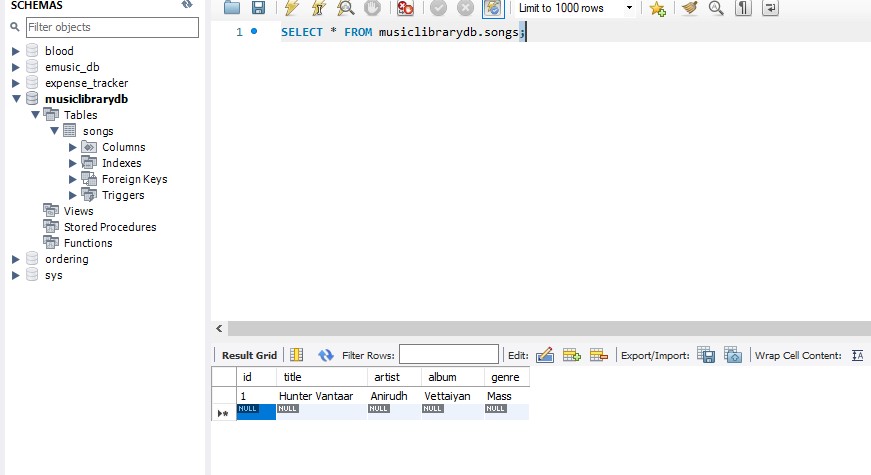 SCHEMAS
Filter objects
blood
emusic_db
expense_tracker
musiclibrarydb
Tables
songs
Columns
Indexes
Foreign Keys
Triggers
Views
Stored Procedures
Functions
ordering
sys
Limit to 1000 rows
1 SELECT * FROM musiclibrarydb.songs;
Result Grid Filter Rows: Edit: Export/Import: Wrap Cell Content: IA
id title artist album genre
1 Hunter Vantaar Anirudh Vettaiyan Mass
NULL NULL NULL NULL NULL